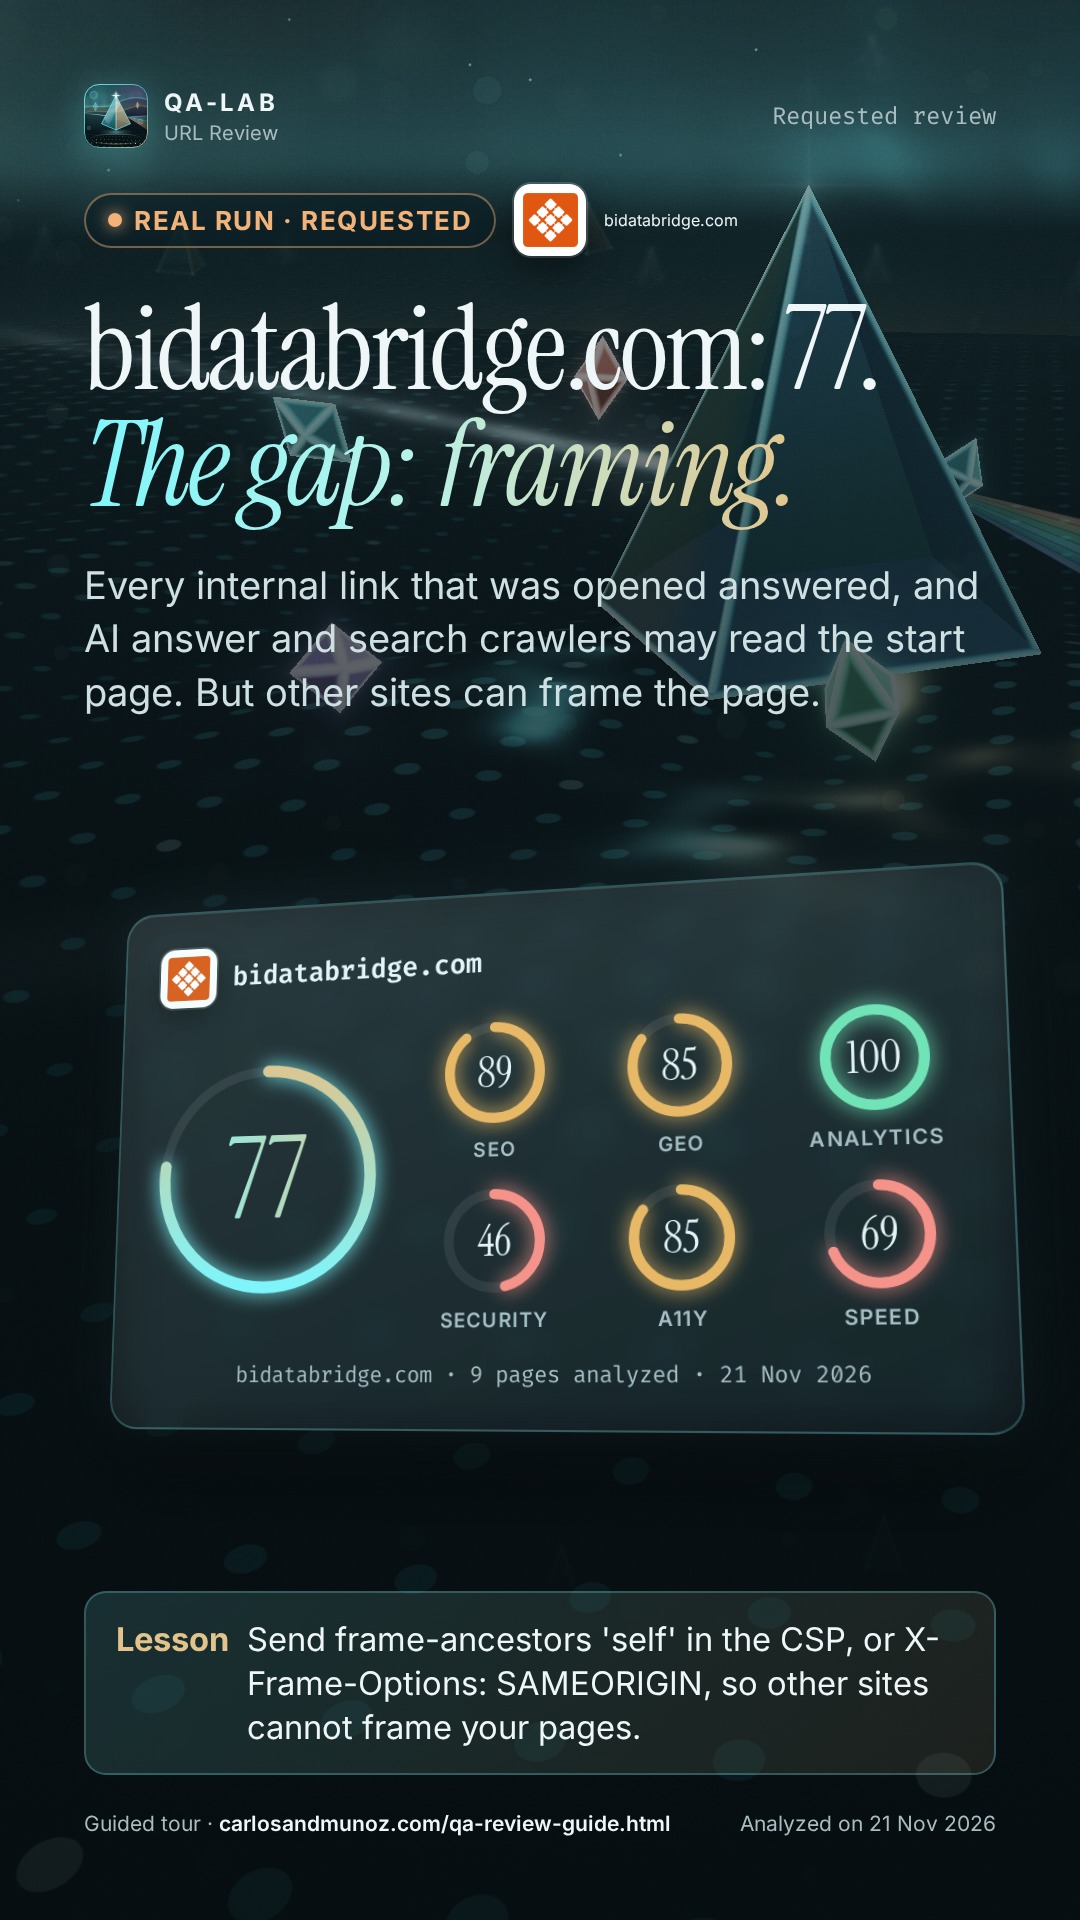 QA-LAB
URL Review
Requested review
REAL RUN · REQUESTED
bidatabridge.com
bidatabridge.com: 77.
The gap: framing.
Every internal link that was opened answered, and
AI answer and search crawlers may read the start
page. But other sites can frame the page.
bidatabridge.com
77
89
SEO
85
GEO
100
ANALYTICS
46
SECURITY
85
A11Y
69
SPEED
bidatabridge.com · 9 pages analyzed · 21 Nov 2026
Lesson Send frame-ancestors 'self' in the CSP, or X-
Frame-Options: SAMEORIGIN, so other sites
cannot frame your pages.
Guided tour · carlosandmunoz.com/qa-review-guide.html
Analyzed on 21 Nov 2026